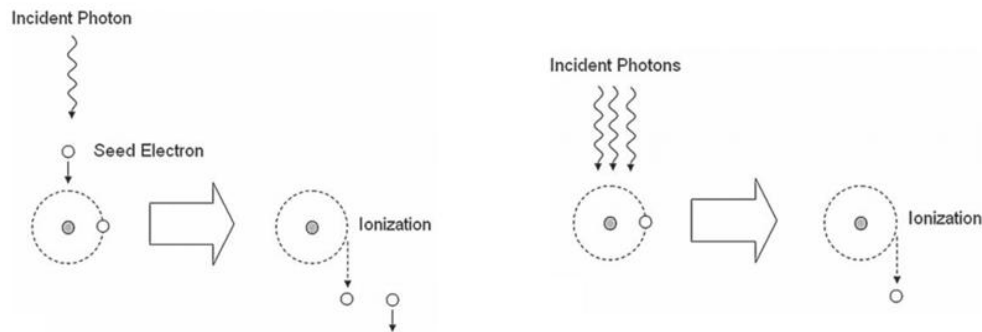 Incident Photon
Seed Electron
Ionization
Incident Photons
Ionization